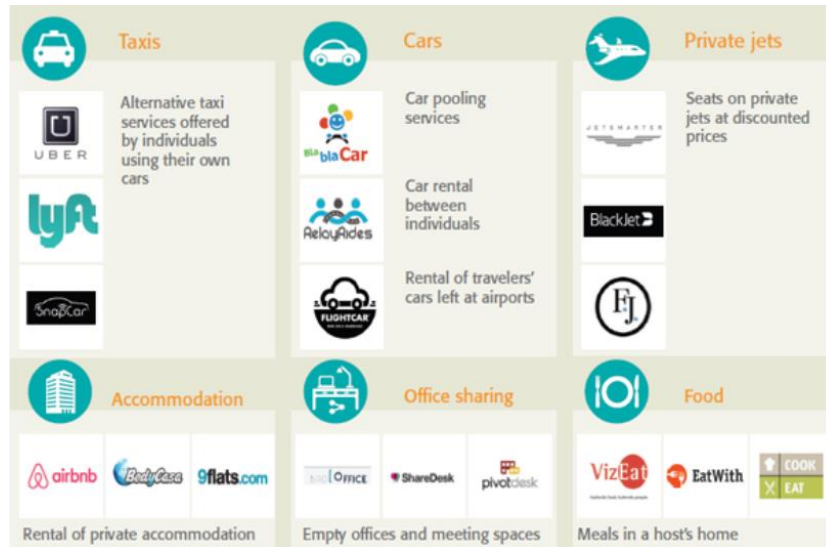 Taxis
UBER
Alternative taxi
services offered
by individuals
using their own
cars
lyft
SnapCar
Cars
BlablaCar
Car pooling
services
RelayRides
Car rental
between
individuals
FLIGHTCAR
Rental of travelers'
cars left at airports
Private jets
JETSMARTER
Seats on private
jets at discounted
prices
BlackJet
FJ.
Accommodation
airbnb
BedyCasa
9flats.com
Rental of private accommodation
Office sharing
OFFICE
ShareDesk
pivotdesk
Empty offices and meeting spaces
Food
VizEat
EatWith
COOK
EAT
Meals in a host's home